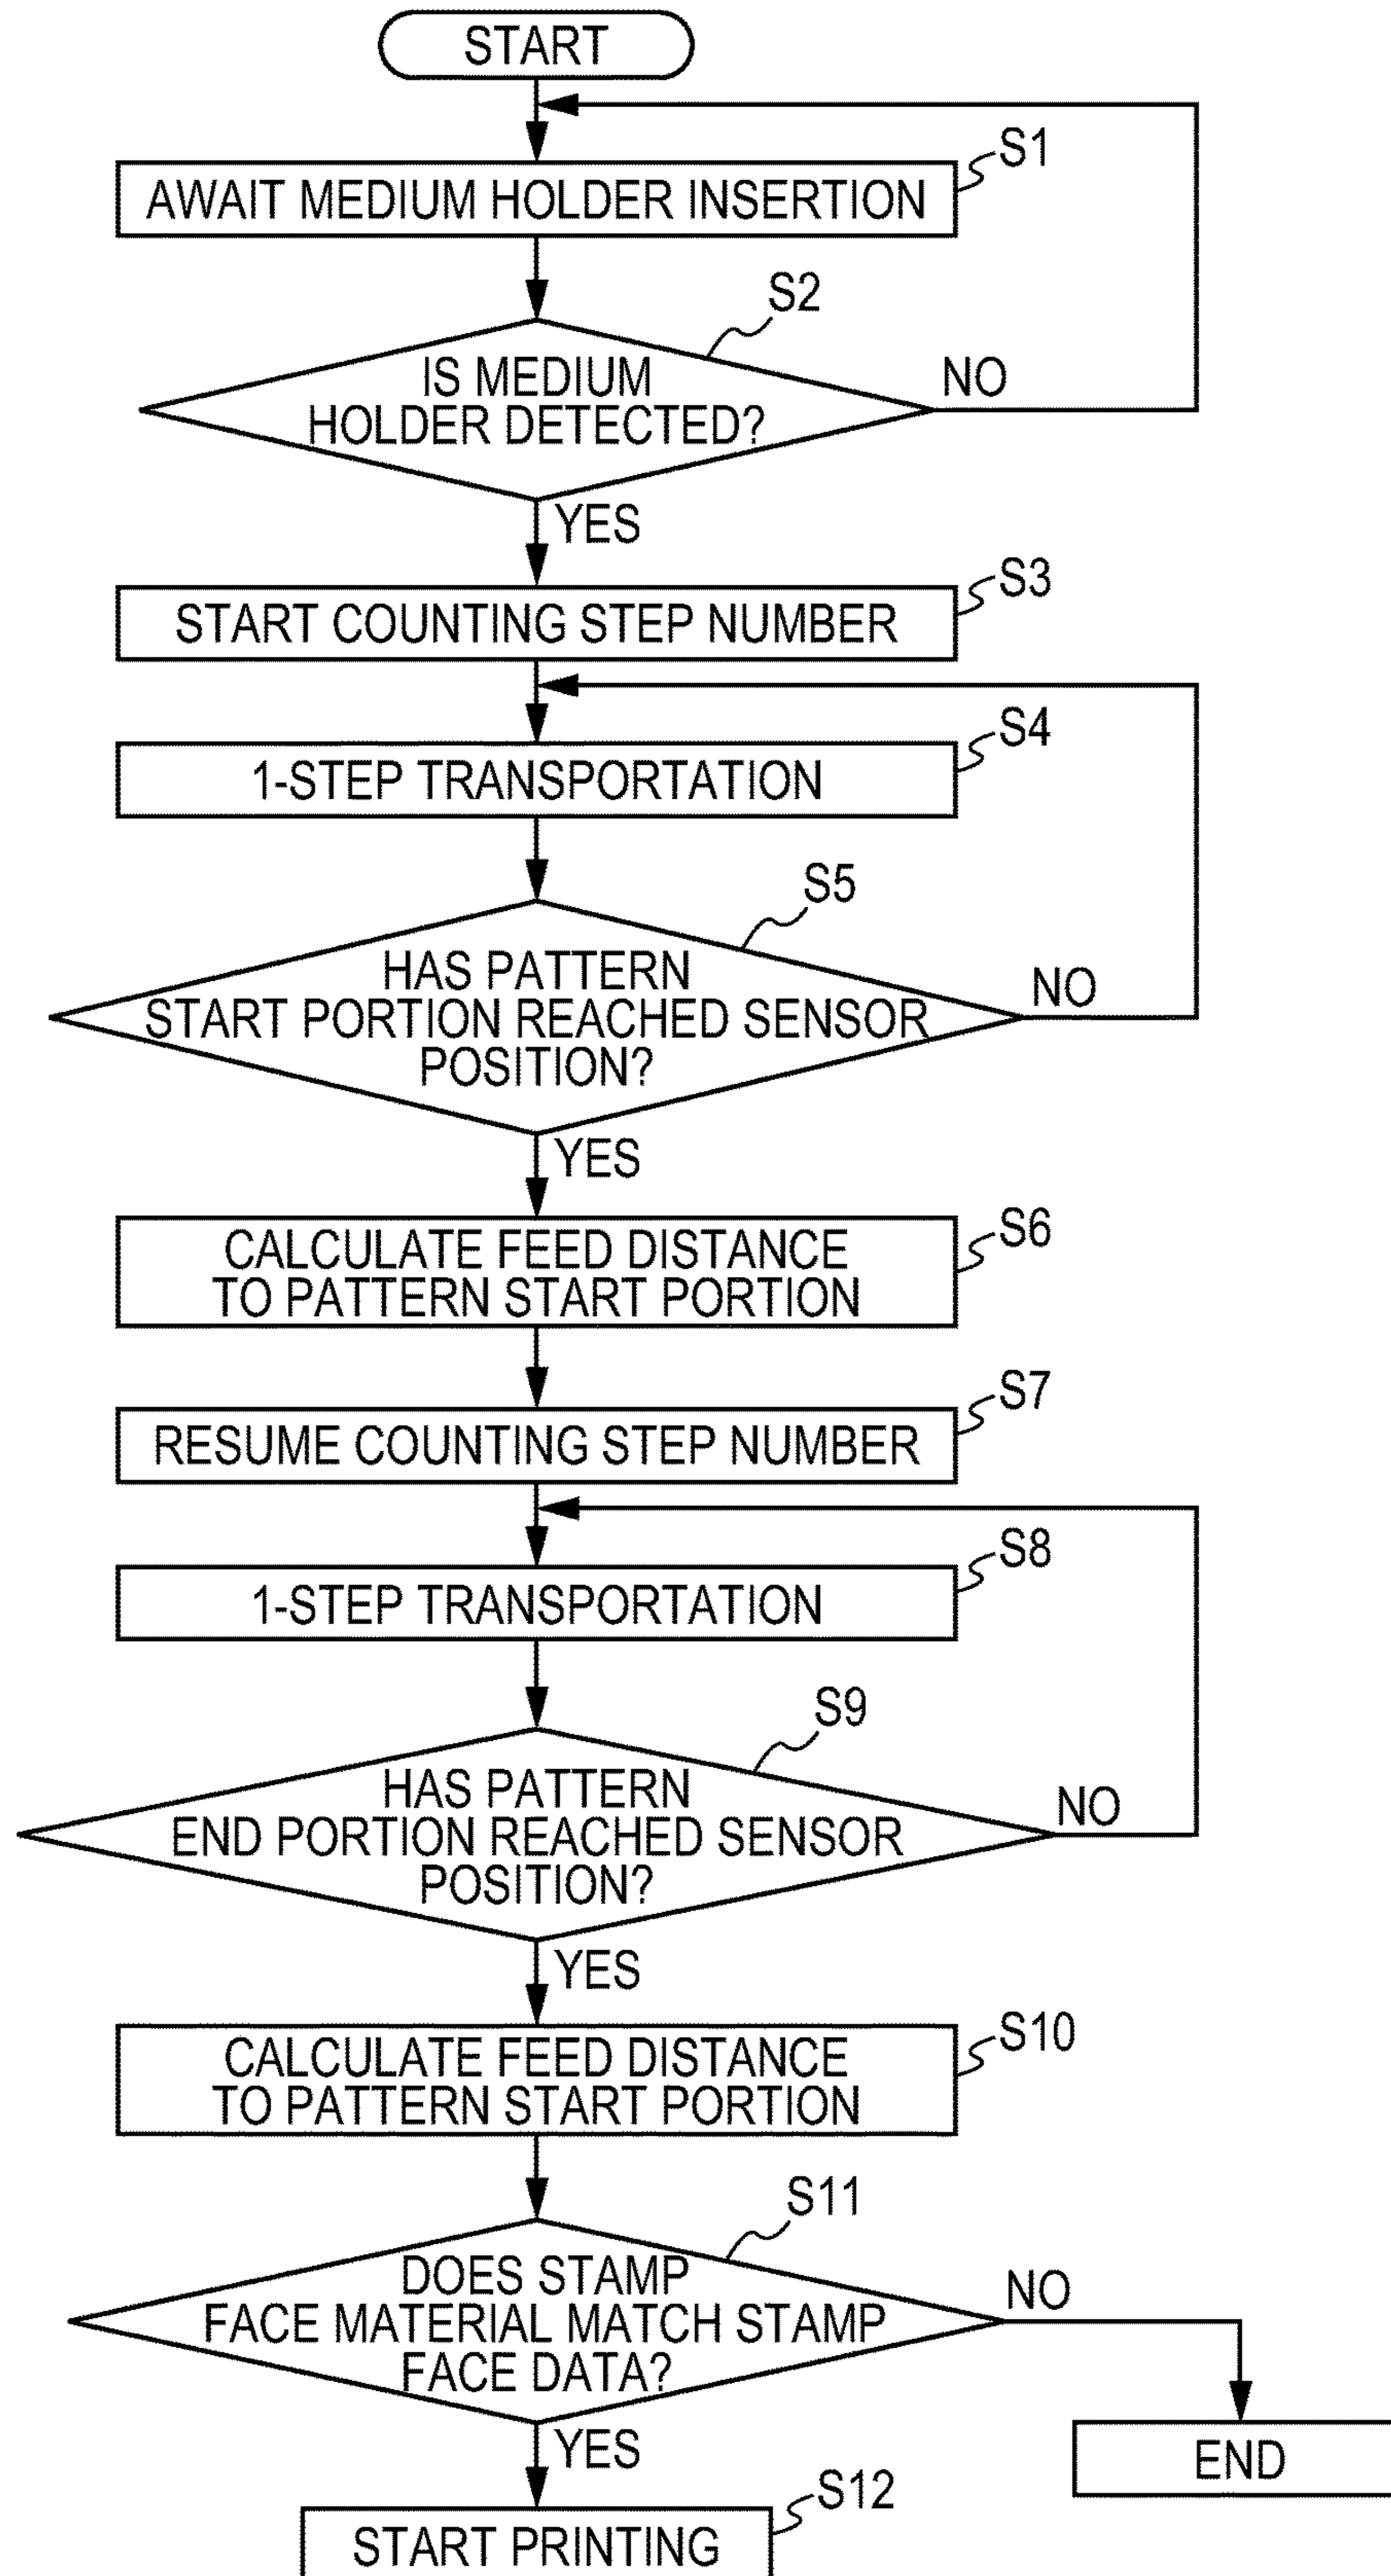 START
S1
AWAIT MEDIUM HOLDER INSERTION
S2
IS MEDIUM
HOLDER DETECTED?
NO
YES
S3
START COUNTING STEP NUMBER
S4
1-STEP TRANSPORTATION
S5
HAS PATTERN
START PORTION REACHED SENSOR
POSITION?
NO
YES
S6
CALCULATE FEED DISTANCE
TO PATTERN START PORTION
S7
RESUME COUNTING STEP NUMBER
S8
1-STEP TRANSPORTATION
S9
HAS PATTERN
END PORTION REACHED SENSOR
POSITION?
NO
YES
S10
CALCULATE FEED DISTANCE
TO PATTERN START PORTION
S11
DOES STAMP
FACE MATERIAL MATCH STAMP
FACE DATA?
NO
YES
END
S12
START PRINTING